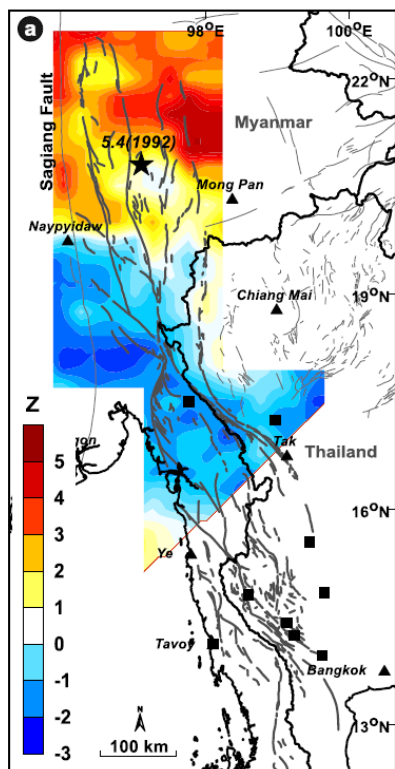 a
98°E
100°E
22°N
Myanmar
Sagiang Fault
5.4(1992)
Mong Pan
Naypyidaw
19°N
Chiang Mai
Z
5
4
3
2
1
0
-1
-2
-3
Tak
Thailand
16°N
Ye
Tavoy
Bangkok
N
100 km
13°N